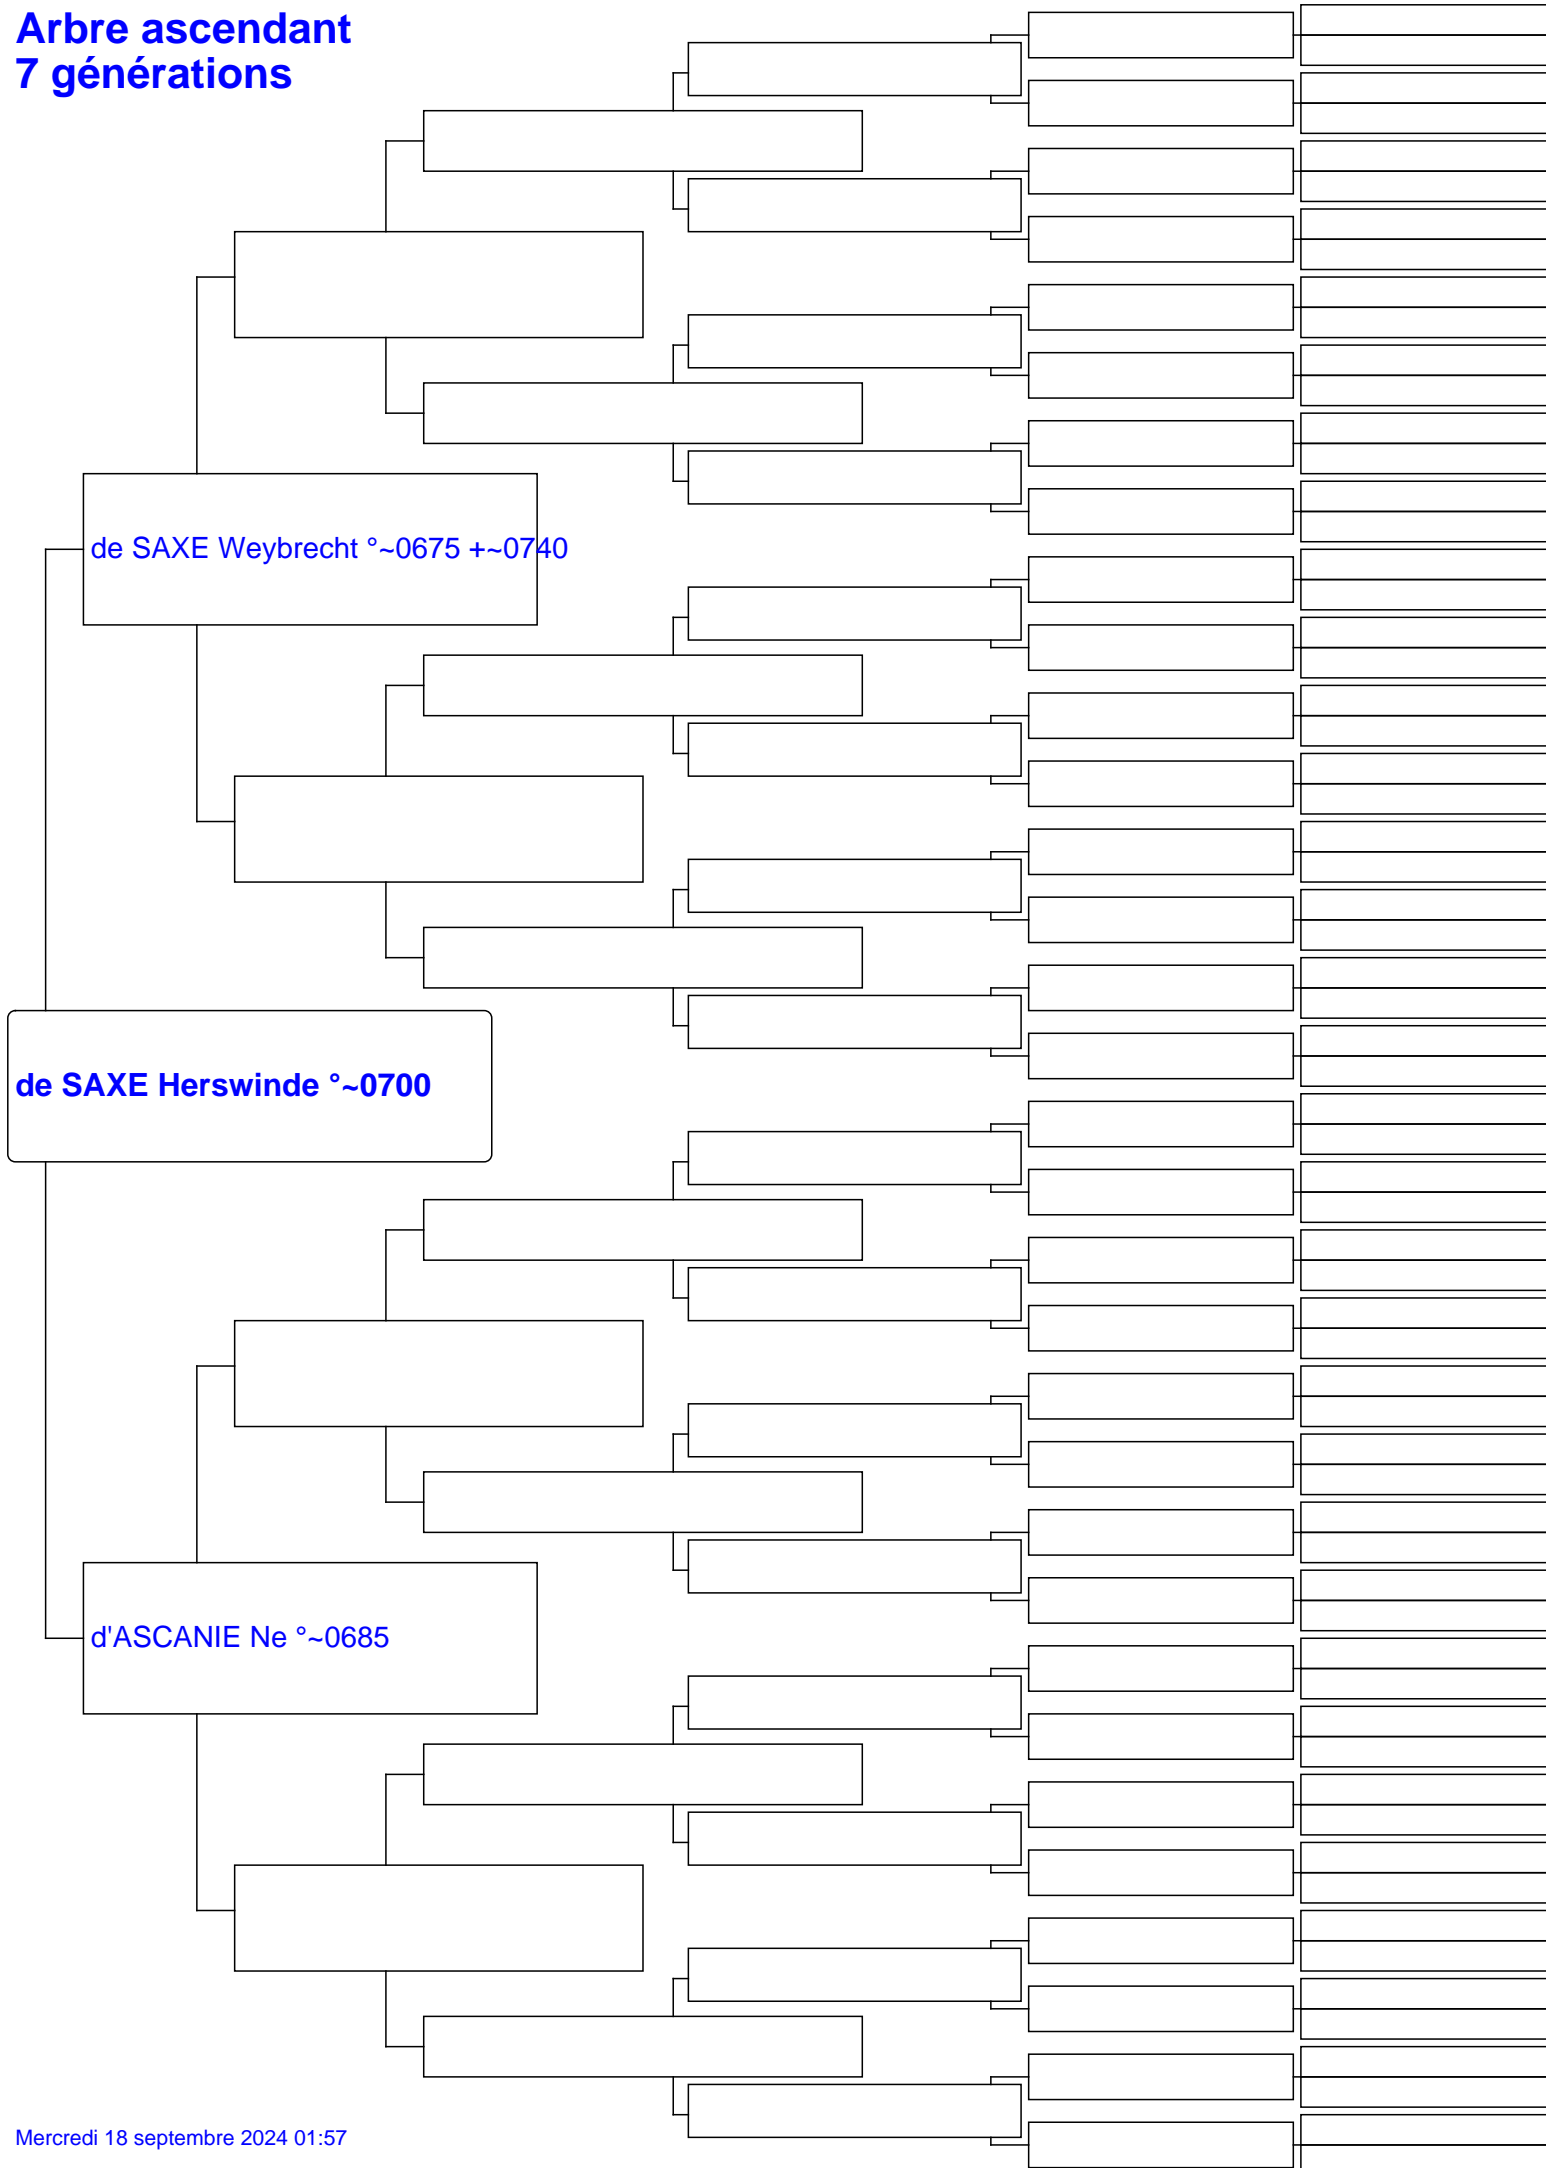 Arbre ascendant
7 générations
de SAXE Weybrecht °~0675 +~0740
de SAXE Herswinde °~0700
d'ASCANIE Ne °~0685
Mercredi 18 septembre 2024 01:57